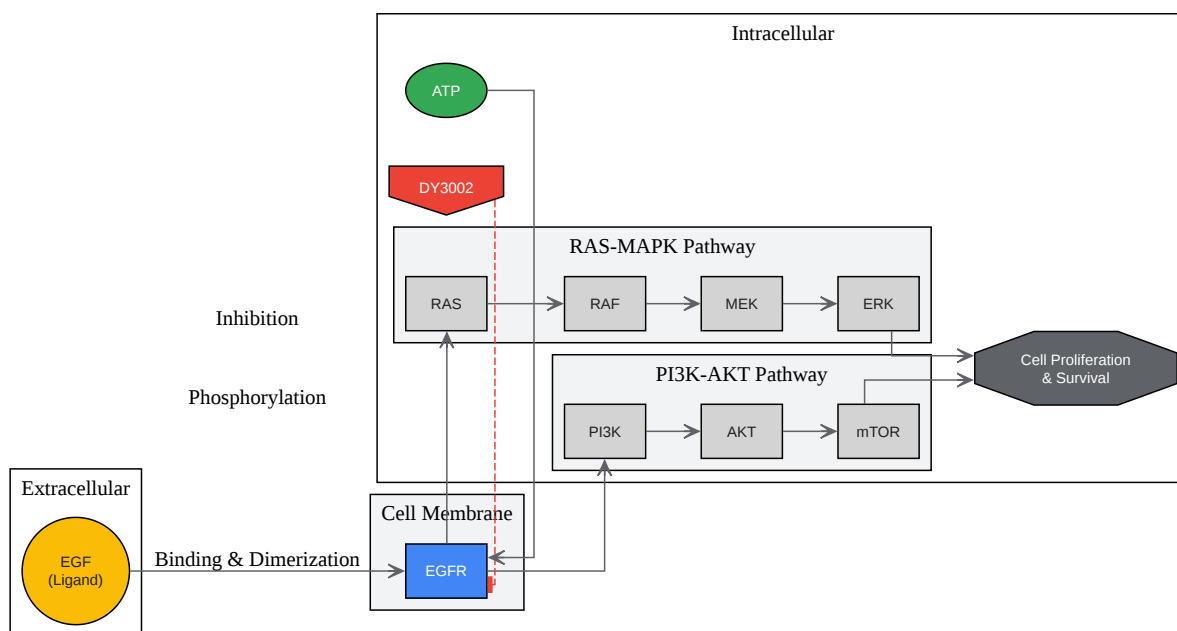 Intracellular
ATP
DY3002
RAS-MAPK Pathway
RAS
RAF
MEK
ERK
Inhibition
Cell Proliferation
& Survival
PI3K-AKT Pathway
Phosphorylation
PI3K
AKT
mTOR
Extracellular
Cell Membrane
EGF
(Ligand)
Binding & Dimerization
EGFR